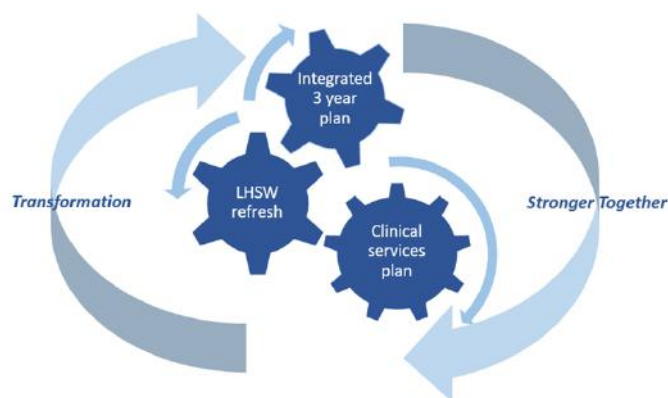 Integrated
3 year
plan
LHSW
refresh
Transformation
Stronger Together
Clinical
services
plan